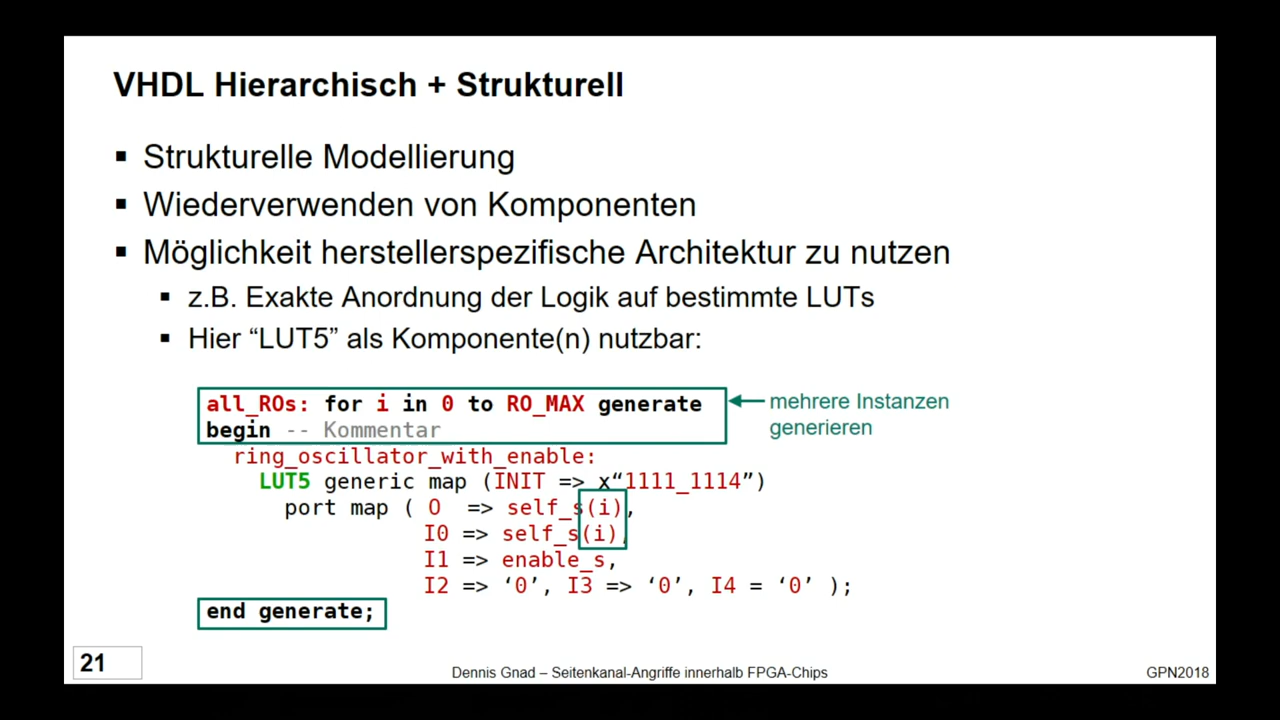 VHDL Hierarchisch + Strukturell
▪ Strukturelle Modellierung
▪ Wiederverwenden von Komponenten
▪ Möglichkeit herstellerspezifische Architektur zu nutzen
▪ z.B. Exakte Anordnung der Logik auf bestimmte LUTs
▪ Hier “LUT5” als Komponente(n) nutzbar:
all_ROs: for i in 0 to RO_MAX generate
begin -- Kommentar
mehrere Instanzen
generieren
ring_oscillator_with_enable:
LUT5 generic map (INIT => x“1111_1114”)
port map ( O => self_s(i),
I0 => self_s(i),
I1 => enable_s,
I2 => ‘0’, I3 => ‘0’, I4 = ‘0’ );
end generate;
21
Dennis Gnad – Seitenkanal-Angriffe innerhalb FPGA-Chips
GPN2018